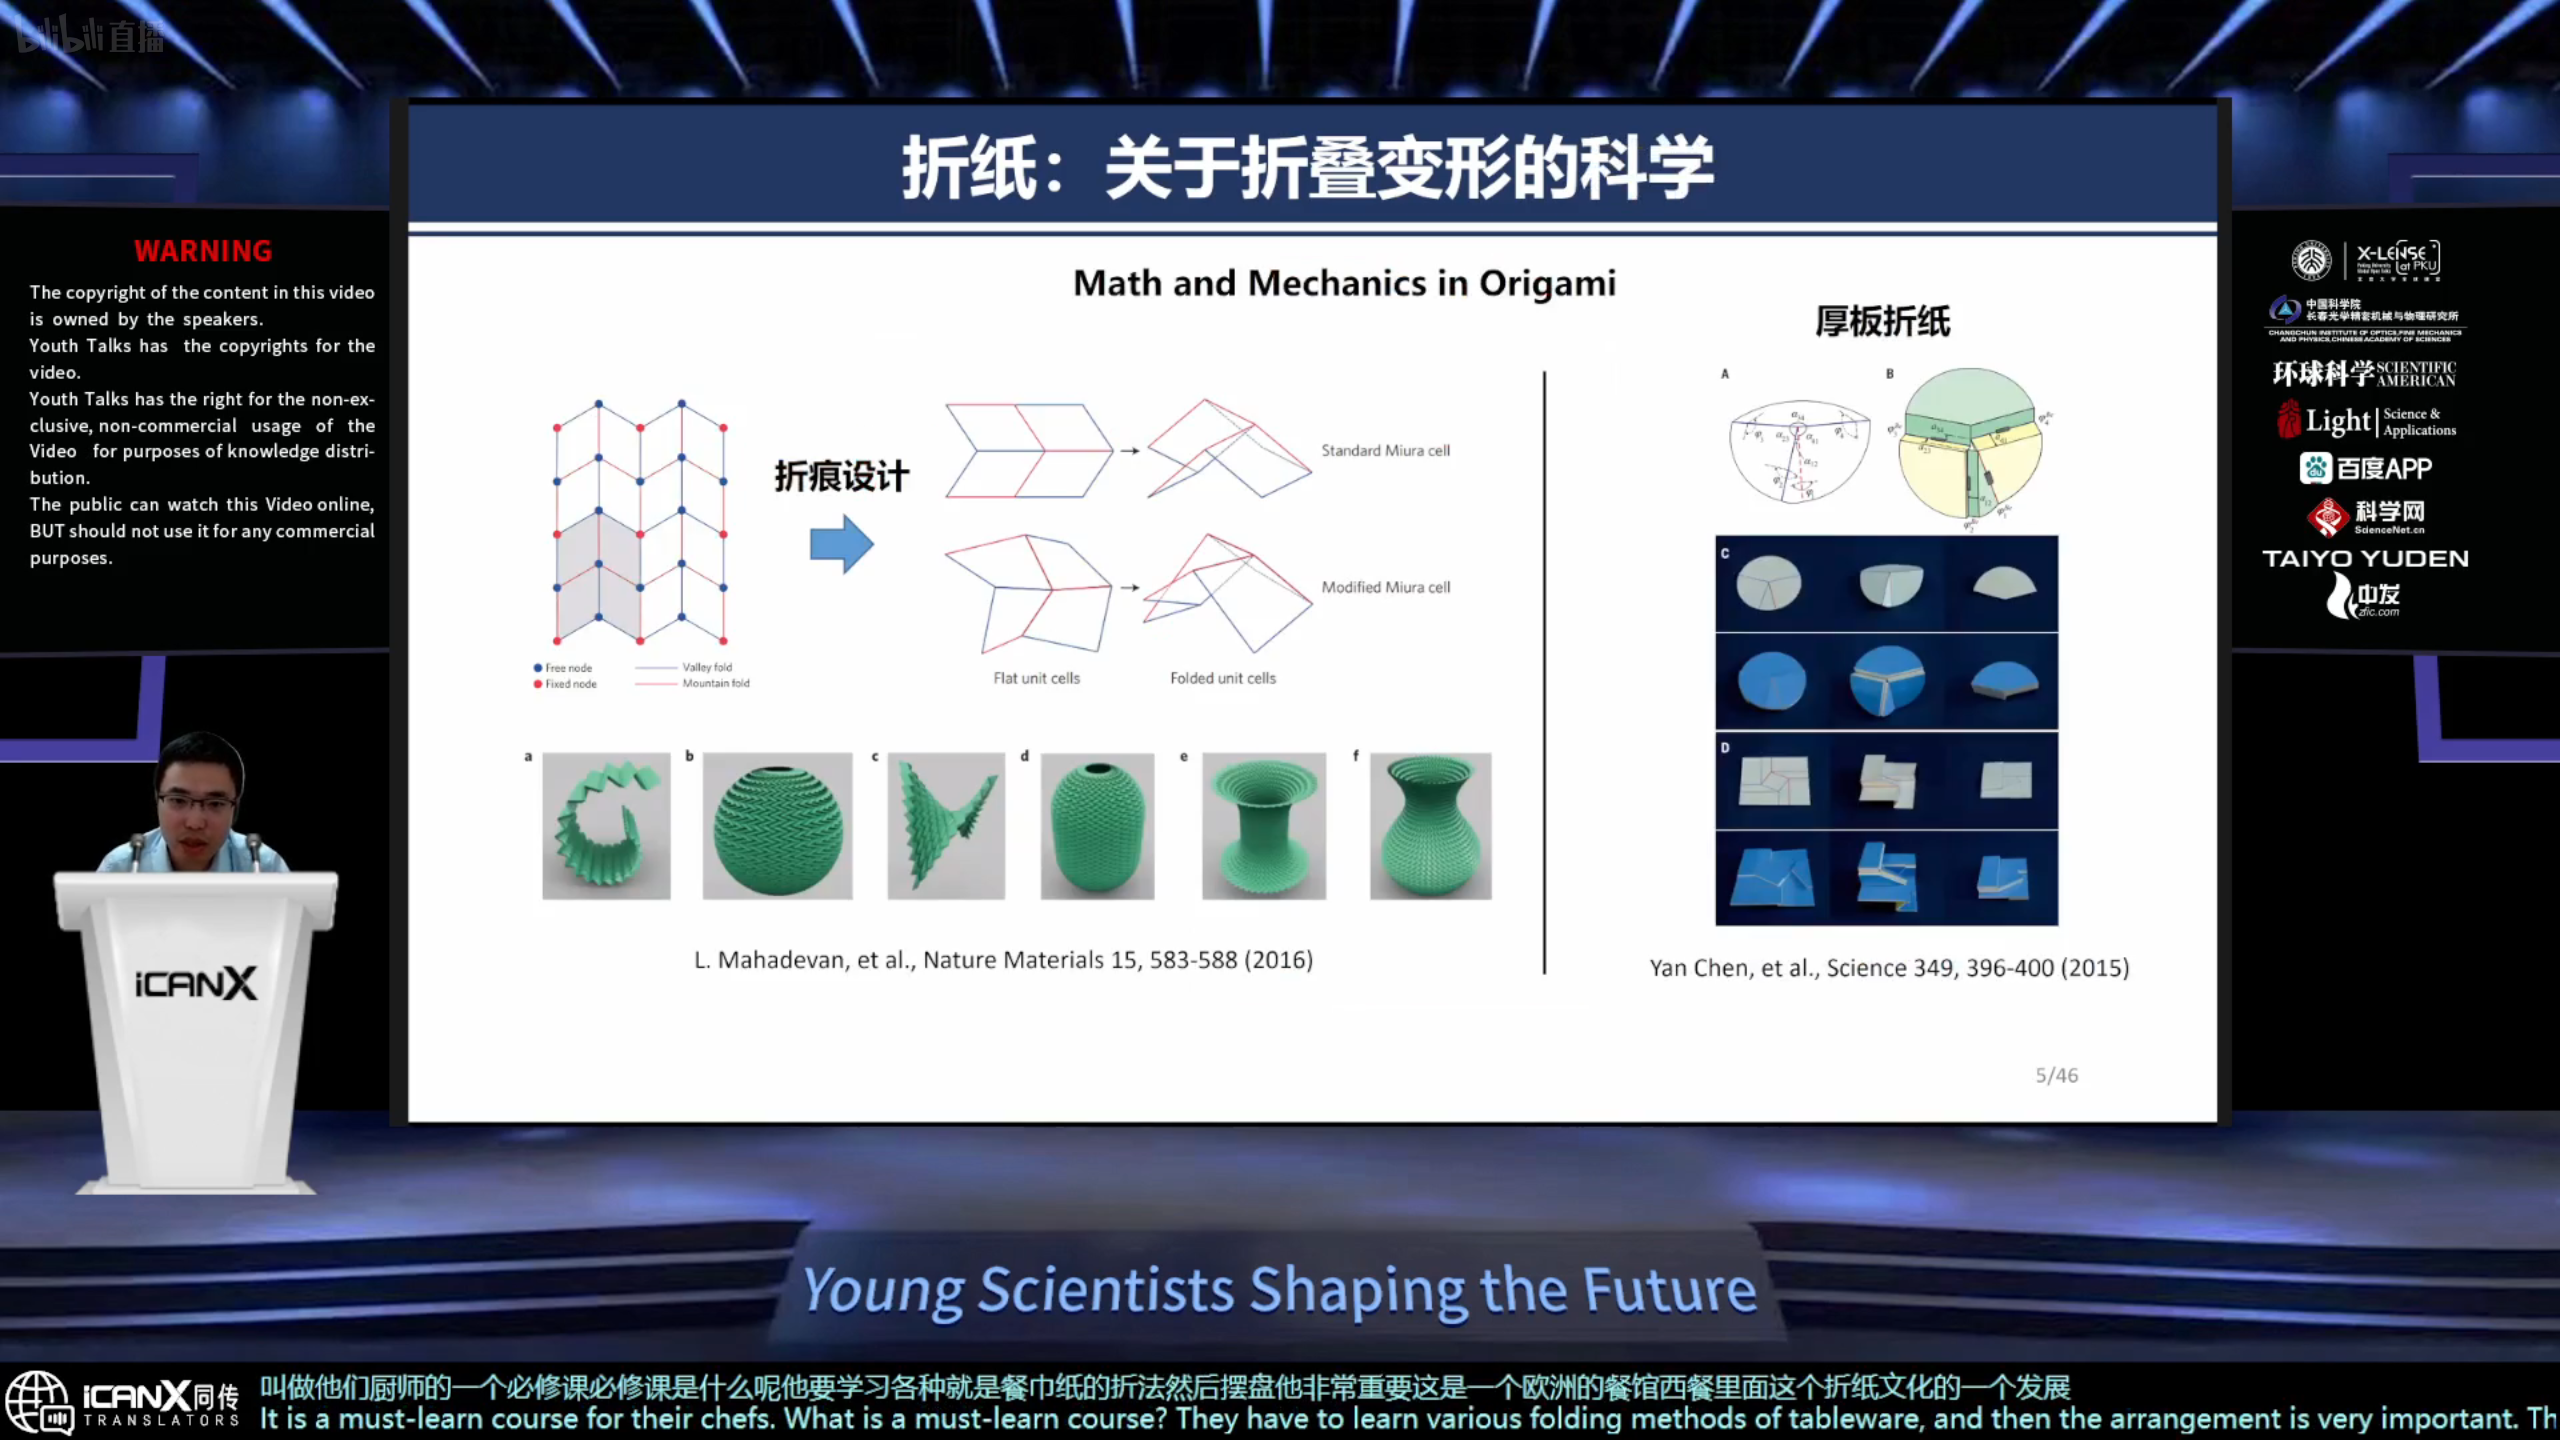 bilibili 直播
折纸：关于折叠变形的科学
WARNING
The copyright of the content in this video
is owned by the speakers.
Youth Talks has the copyrights for the
video.
Youth Talks has the right for the non-ex-
clusive, non-commercial usage of the
Video for purposes of knowledge distri-
bution.
The public can watch this Video online,
BUT should not use it for any commercial
purposes.
Math and Mechanics in Origami
厚板折纸
折痕设计
Standard Miura cell
Modified Miura cell
Free node
Valley fold
Fixed node
Mountain fold
Flat unit cells
Folded unit cells
a b c d e f
A B
C
D
L. Mahadevan, et al., Nature Materials 15, 583-588 (2016)
Yan Chen, et al., Science 349, 396-400 (2015)
5/46
X-LENSE
at PKU
中国科学院
长春光学精密机械与物理研究所
CHANGCHUN INSTITUTE OF OPTICS,FINE MECHANICS
AND PHYSICS,CHINESE ACADEMY OF SCIENCES
环球科学 SCIENTIFIC
AMERICAN
Light Science &
Applications
du 百度APP
科学网
ScienceNet.cn
TAIYO YUDEN
中发
zfic.com
iCANX
Young Scientists Shaping the Future
iCANX同传
TRANSLATORS
叫做他们厨师的一个必修课必修课是什么呢他要学习各种就是餐巾纸的折法然后摆盘他非常重要这是一个欧洲的餐馆西餐里面这个折纸文化的一个发展
It is a must-learn course for their chefs. What is a must-learn course? They have to learn various folding methods of tableware, and then the arrangement is very important. Th